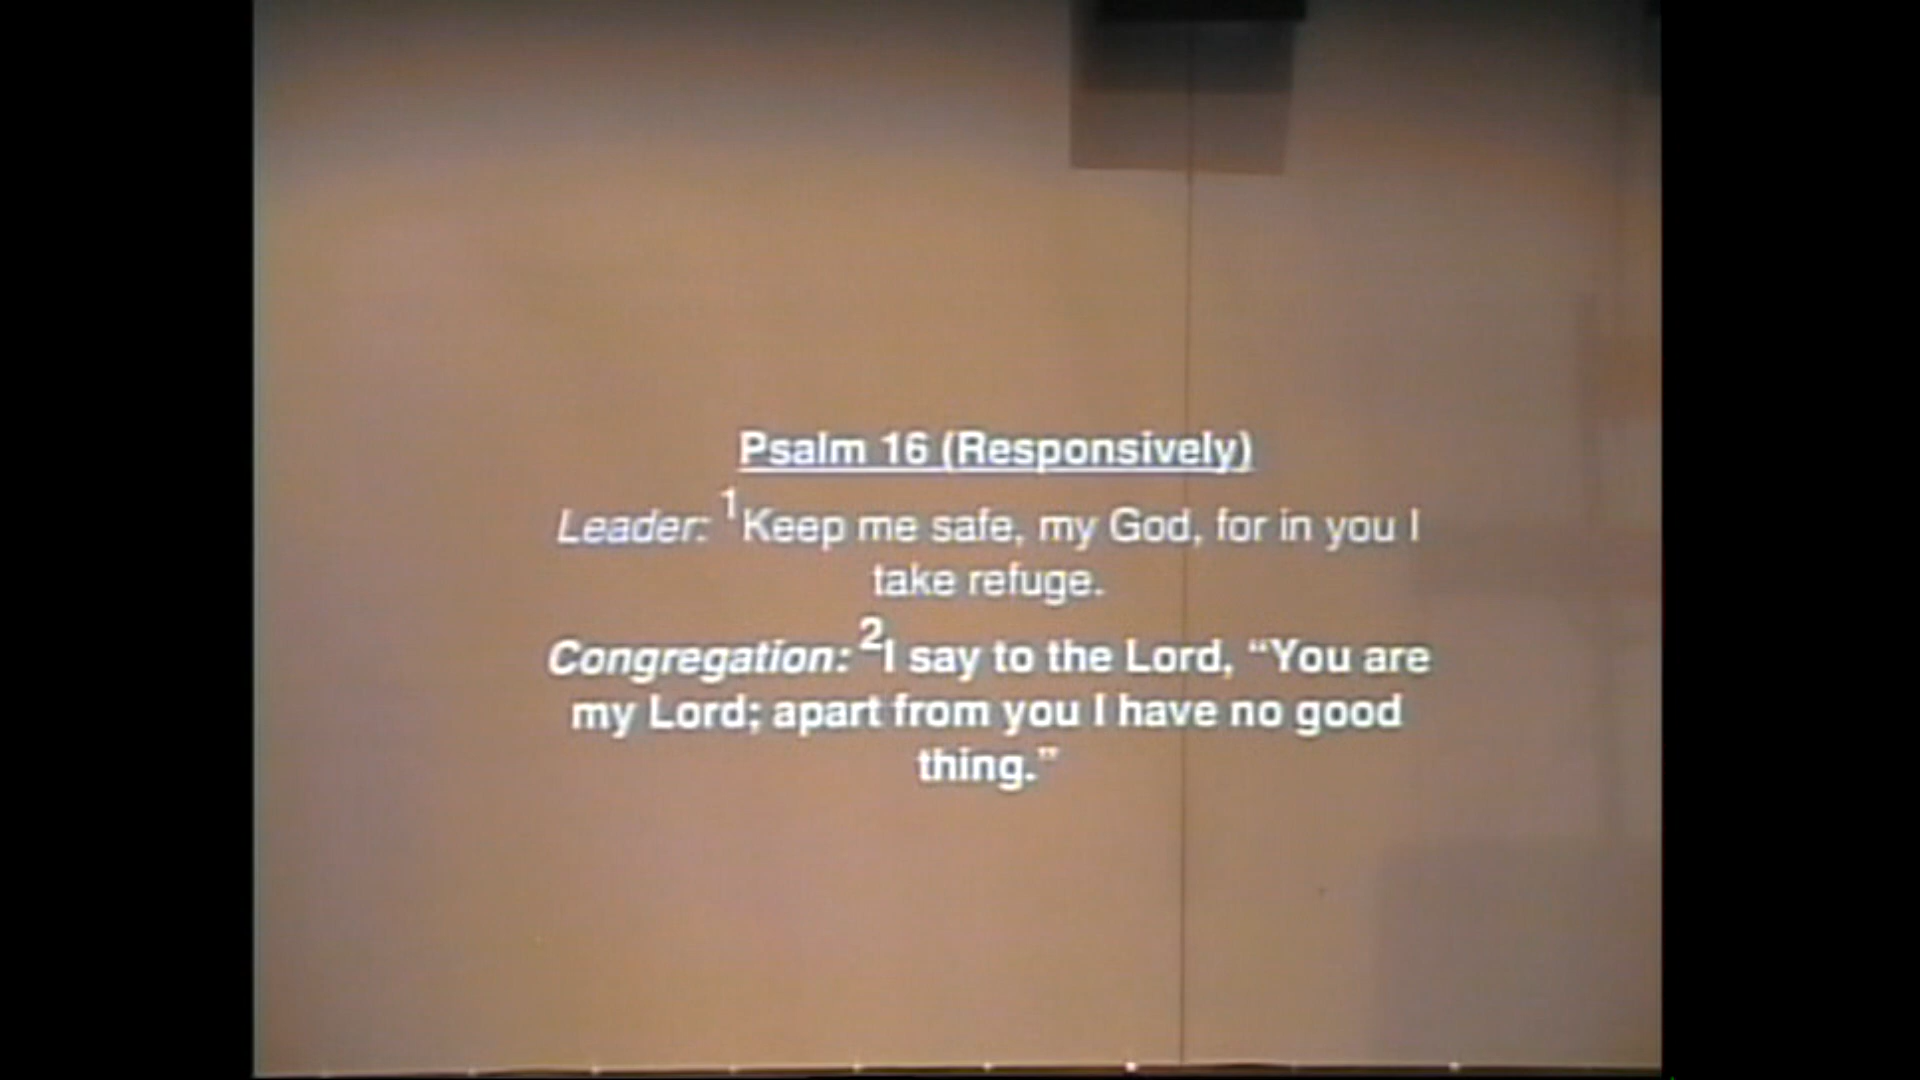 Psalm 16 (Responsively)
Leader: ¹Keep me safe, my God, for in you I
take refuge.
Congregation: ²I say to the Lord, “You are
my Lord; apart from you I have no good
thing.”